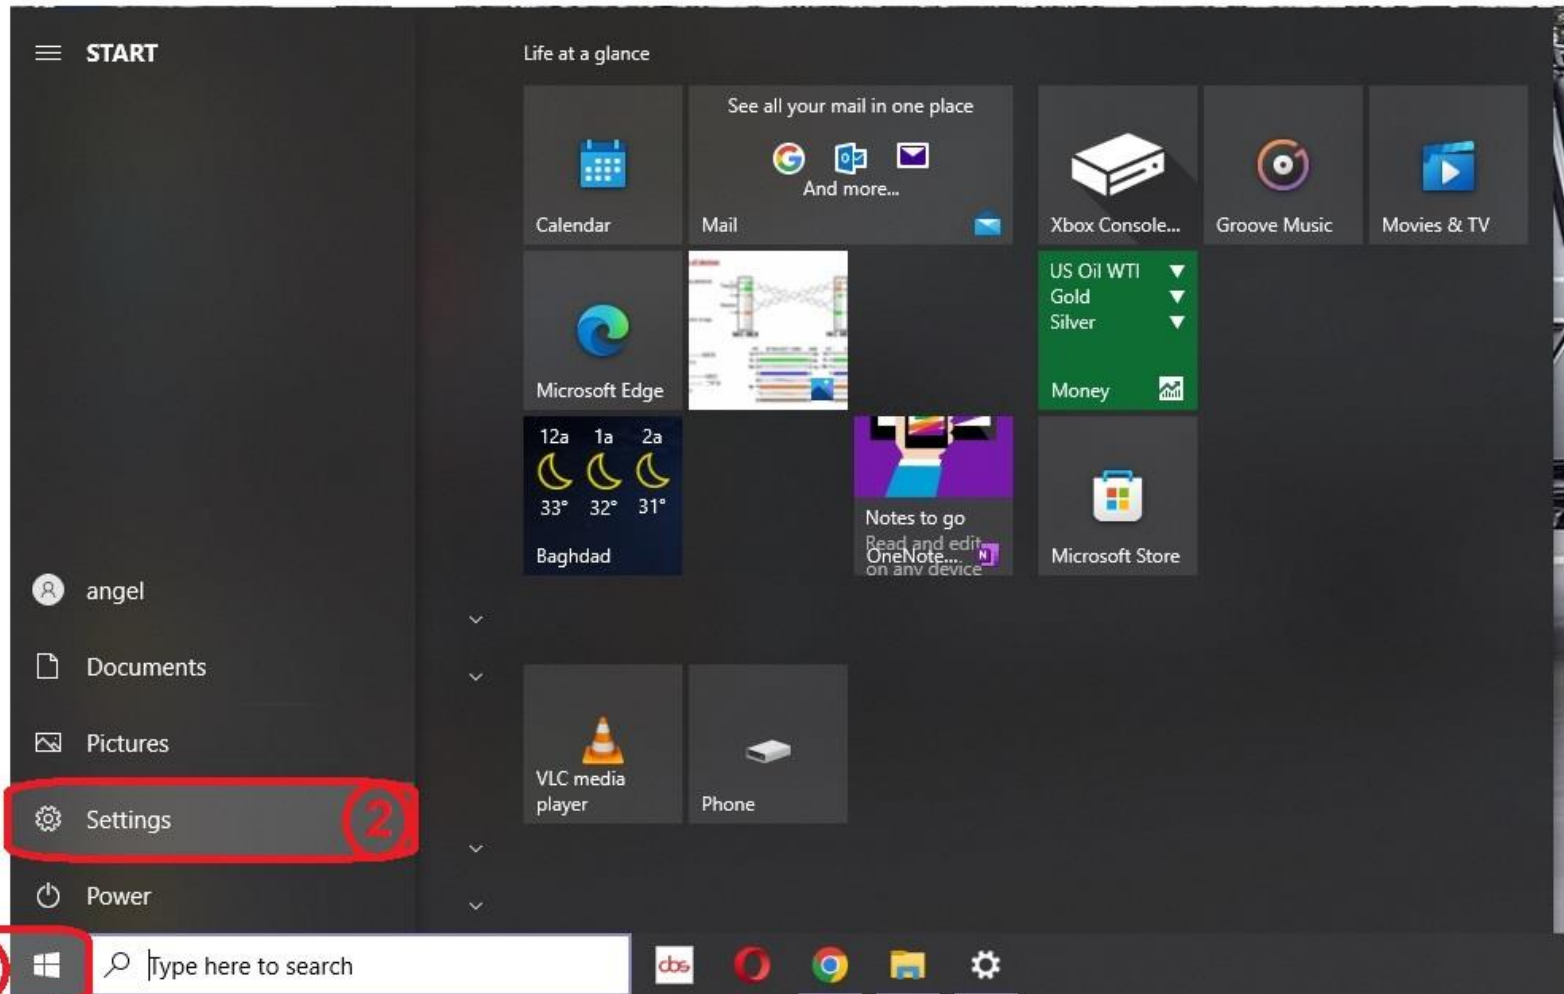 START
Life at a glance
See all your mail in one place
And more...
Calendar
Mail
Xbox Console...
Groove Music
Movies & TV
US Oil WTI
Gold
Silver
Microsoft Edge
Money
12a 1a 2a
33° 32° 31°
Baghdad
Notes to go
Read and edit
OneNote...
on any device
Microsoft Store
angel
Documents
Pictures
VLC media
player
Phone
Settings
2
Power
Type here to search
cbs